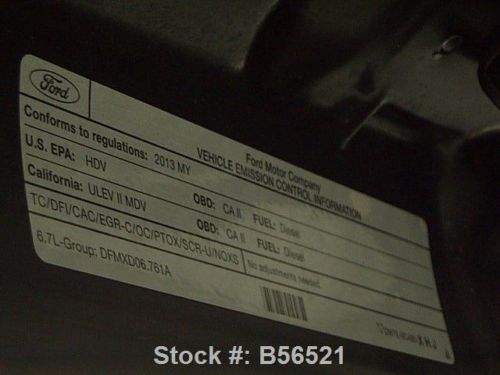 Ford
Ford Motor Company
VEHICLE EMISSION CONTROL INFORMATION
Conforms to regulations: 2013 MY
U.S. EPA: HDV OBD: CA II FUEL: Diesel
California: ULEV II MDV OBD: CA II FUEL: Diesel
TC/DFI/CAC/EGR-C/OC/PTOX/SCR-U/NOXS No adjustments needed.
6.7L-Group: DFMXD06.761A
Stock #: B56521